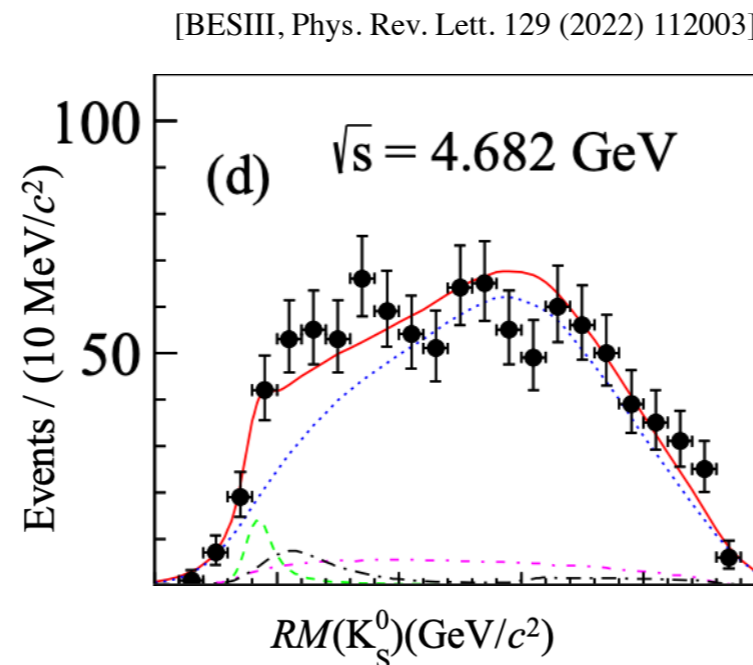 [BESIII, Phys. Rev. Lett. 129 (2022) 112003]
100
(d)
√s = 4.682 GeV
50
Events / (10 MeV/c²)
RM(K⁰_S)(GeV/c²)